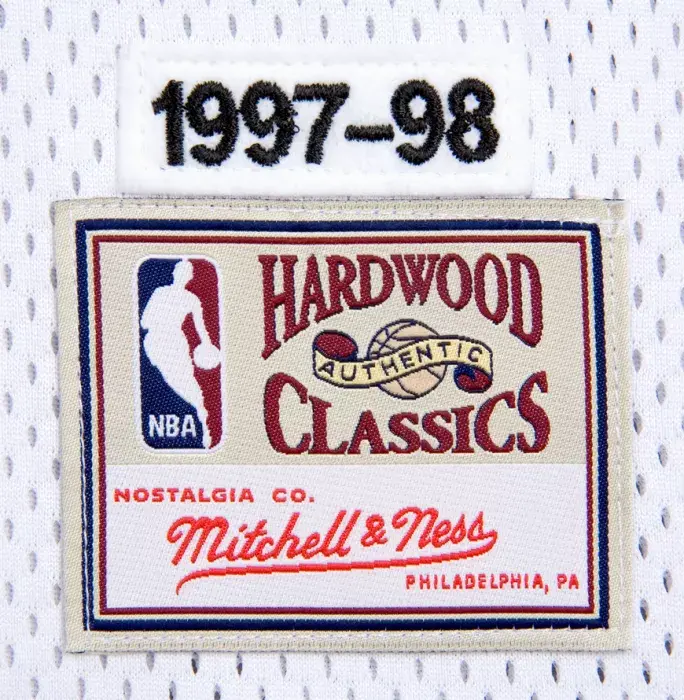 1997-98
HARDWOOD
AUTHENTIC
CLASSICS
NBA
NOSTALGIA CO.
Mitchell & Ness
PHILADELPHIA, PA